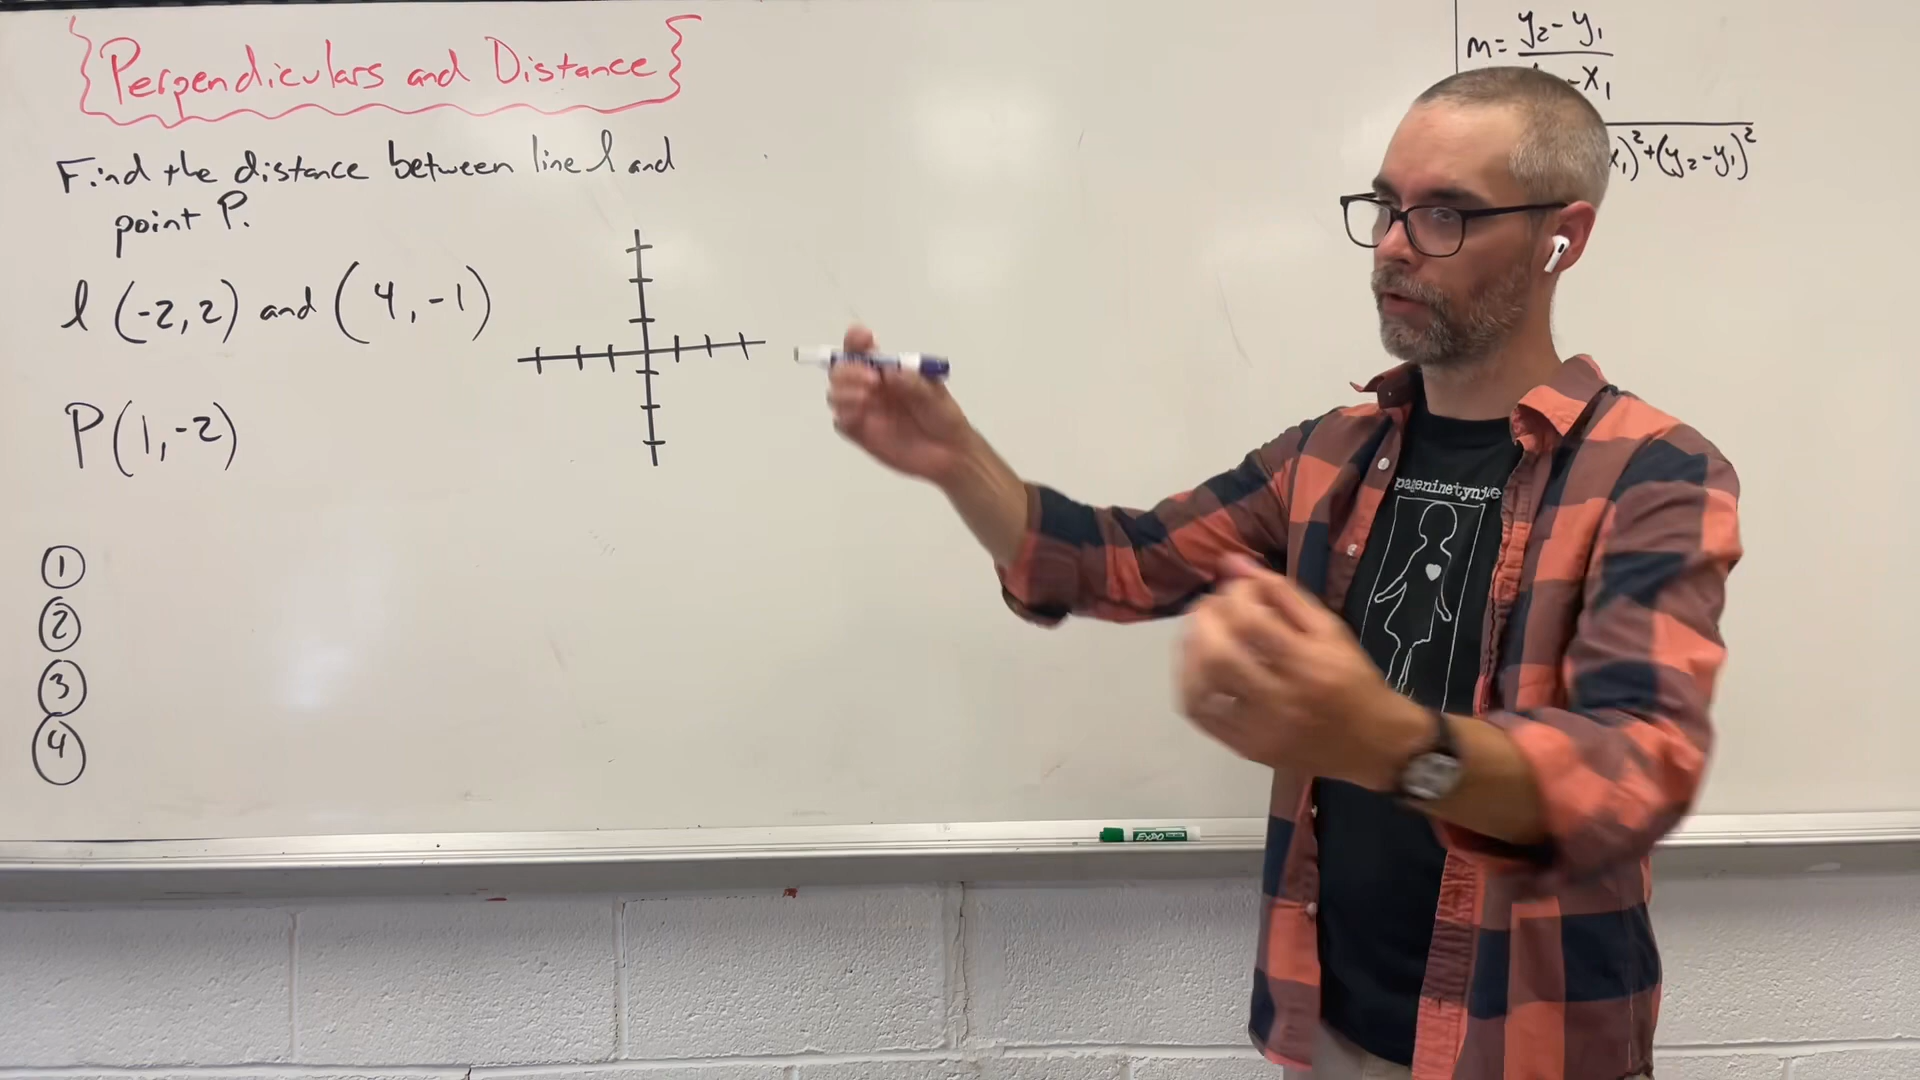 Perpendiculars and Distance
Find the distance between line l and
point P.
l (-2,2) and (4,-1)
P(1,-2)
1
2
3
4
m = y₂-y₁
-x₁
x₁)²+(y₂-y₁)²
pageninetynine
EXPO